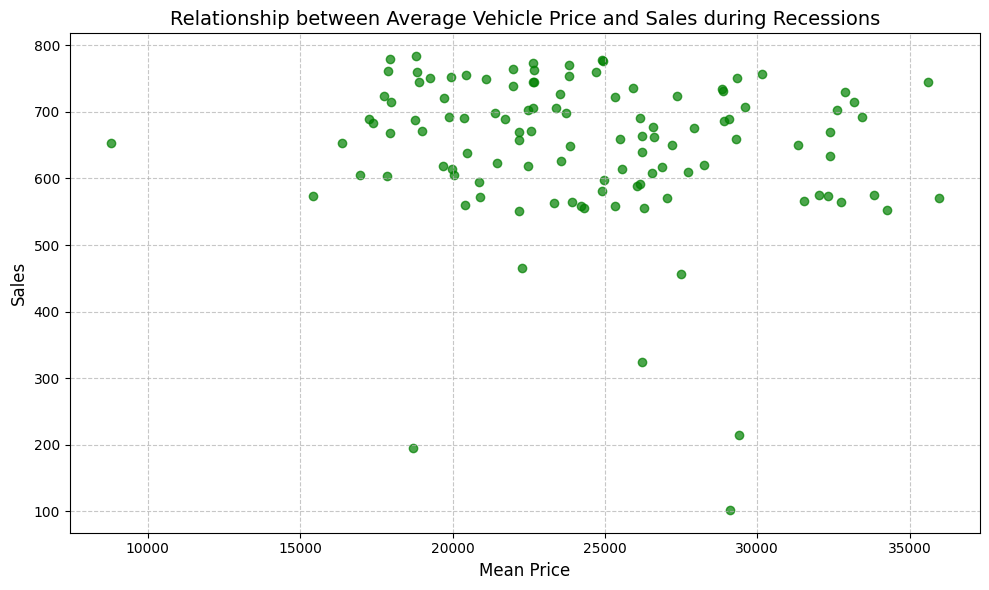 Relationship between Average Vehicle Price and Sales during Recessions
Sales
800
700
600
500
400
300
200
100
10000 15000 20000 25000 30000 35000
Mean Price